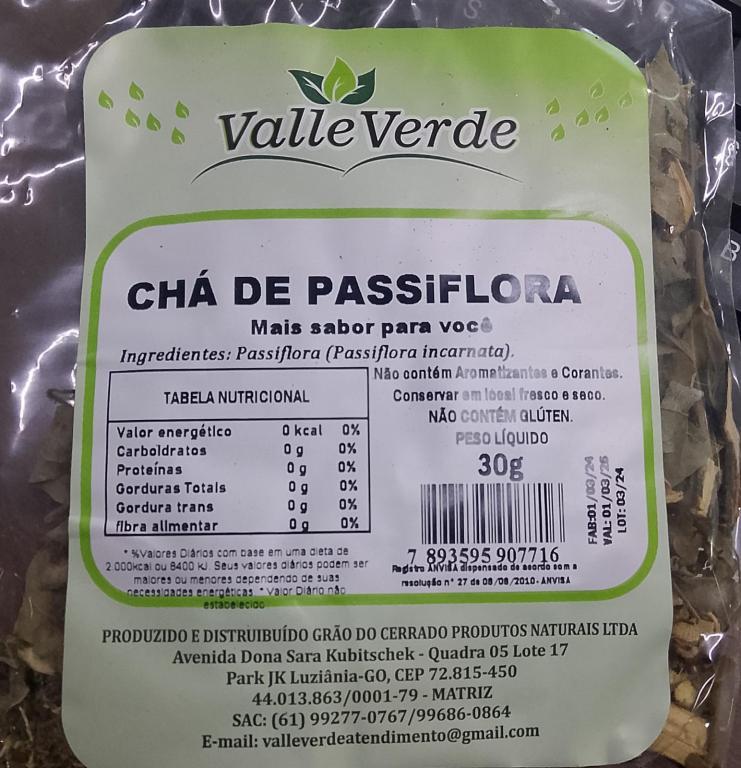 Valle Verde
CHÁ DE PASSiFLORA
Mais sabor para você
Ingredientes: Passiflora (Passiflora incarnata).
Não contém Aromatizantes e Corantes.
Conservar em local fresco e seco.
NÃO CONTÉM GLÚTEN.
PESO LÍQUIDO
30g
TABELA NUTRICIONAL
Valor energético 0 kcal 0%
Carboidratos 0 g 0%
Proteínas 0 g 0%
Gorduras Totais 0 g 0%
Gordura trans 0 g 0%
fibra alimentar 0 g 0%
* %Valores Diários com base em uma dieta de
2.000kcal ou 8400 KJ. Seus valores diários podem ser
maiores ou menores dependendo de suas
necessidades energéticas. * Valor Diário não
estabelecido
FAB:01/03/24
VAL: 01/03/26
LOT: 03/24
7 893595 907716
Registro ANVISA dispensado de acordo com a
resolução n° 27 de 08/08/2010- ANVISA
PRODUZIDO E DISTRUIBUÍDO GRÃO DO CERRADO PRODUTOS NATURAIS LTDA
Avenida Dona Sara Kubitschek - Quadra 05 Lote 17
Park JK Luziânia-GO, CEP 72.815-450
44.013.863/0001-79 - MATRIZ
SAC: (61) 99277-0767/99686-0864
E-mail: valleverdeatendimento@gmail.com